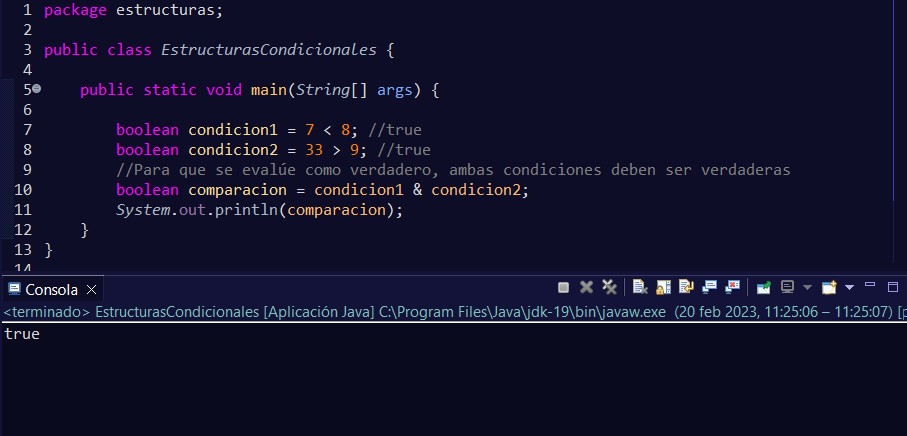 1 package estructuras;
2
3 public class EstructurasCondicionales {
4
5 public static void main(String[] args) {
6
7 boolean condicion1 = 7 < 8; //true
8 boolean condicion2 = 33 > 9; //true
9 //Para que se evalúe como verdadero, ambas condiciones deben ser verdaderas
10 boolean comparacion = condicion1 & condicion2;
11 System.out.println(comparacion);
12 }
13 }
14
Consola
<terminado> EstructurasCondicionales [Aplicación Java] C:\Program Files\Java\jdk-19\bin\javaw.exe (20 feb 2023, 11:25:06 – 11:25:07) [p
true